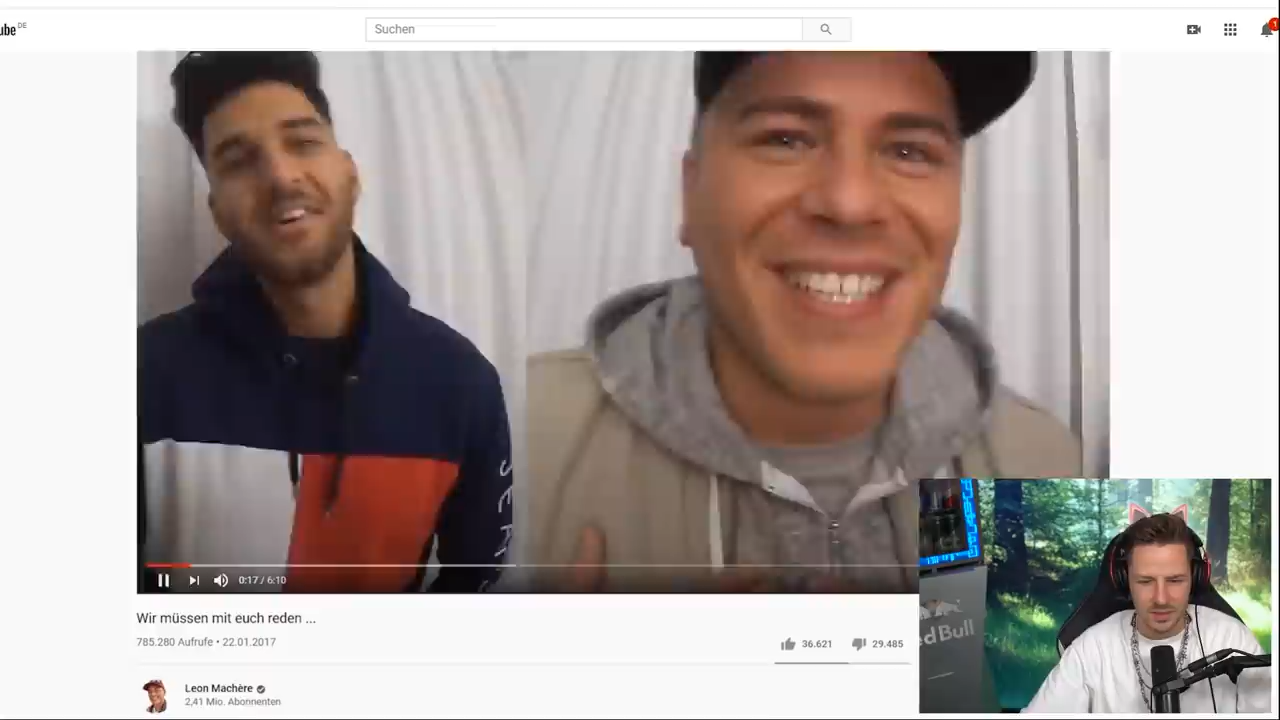 ube DE
Suchen
1
0:17 / 6:10
Wir müssen mit euch reden ...
785.280 Aufrufe • 22.01.2017
36.621
29.485
Leon Machère
2,41 Mio. Abonnenten
edBull